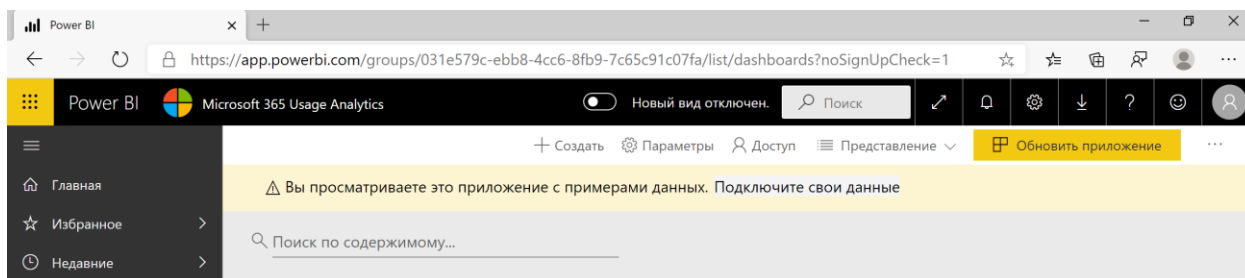 Power BI
https://app.powerbi.com/groups/031e579c-ebb8-4cc6-8fb9-7c65c91c07fa/list/dashboards?noSignUpCheck=1
Power BI Microsoft 365 Usage Analytics Новый вид отключен. Поиск
Создать Параметры Доступ Представление Обновить приложение
Главная
Вы просматриваете это приложение с примерами данных. Подключите свои данные
Избранное
Поиск по содержимому...
Недавние